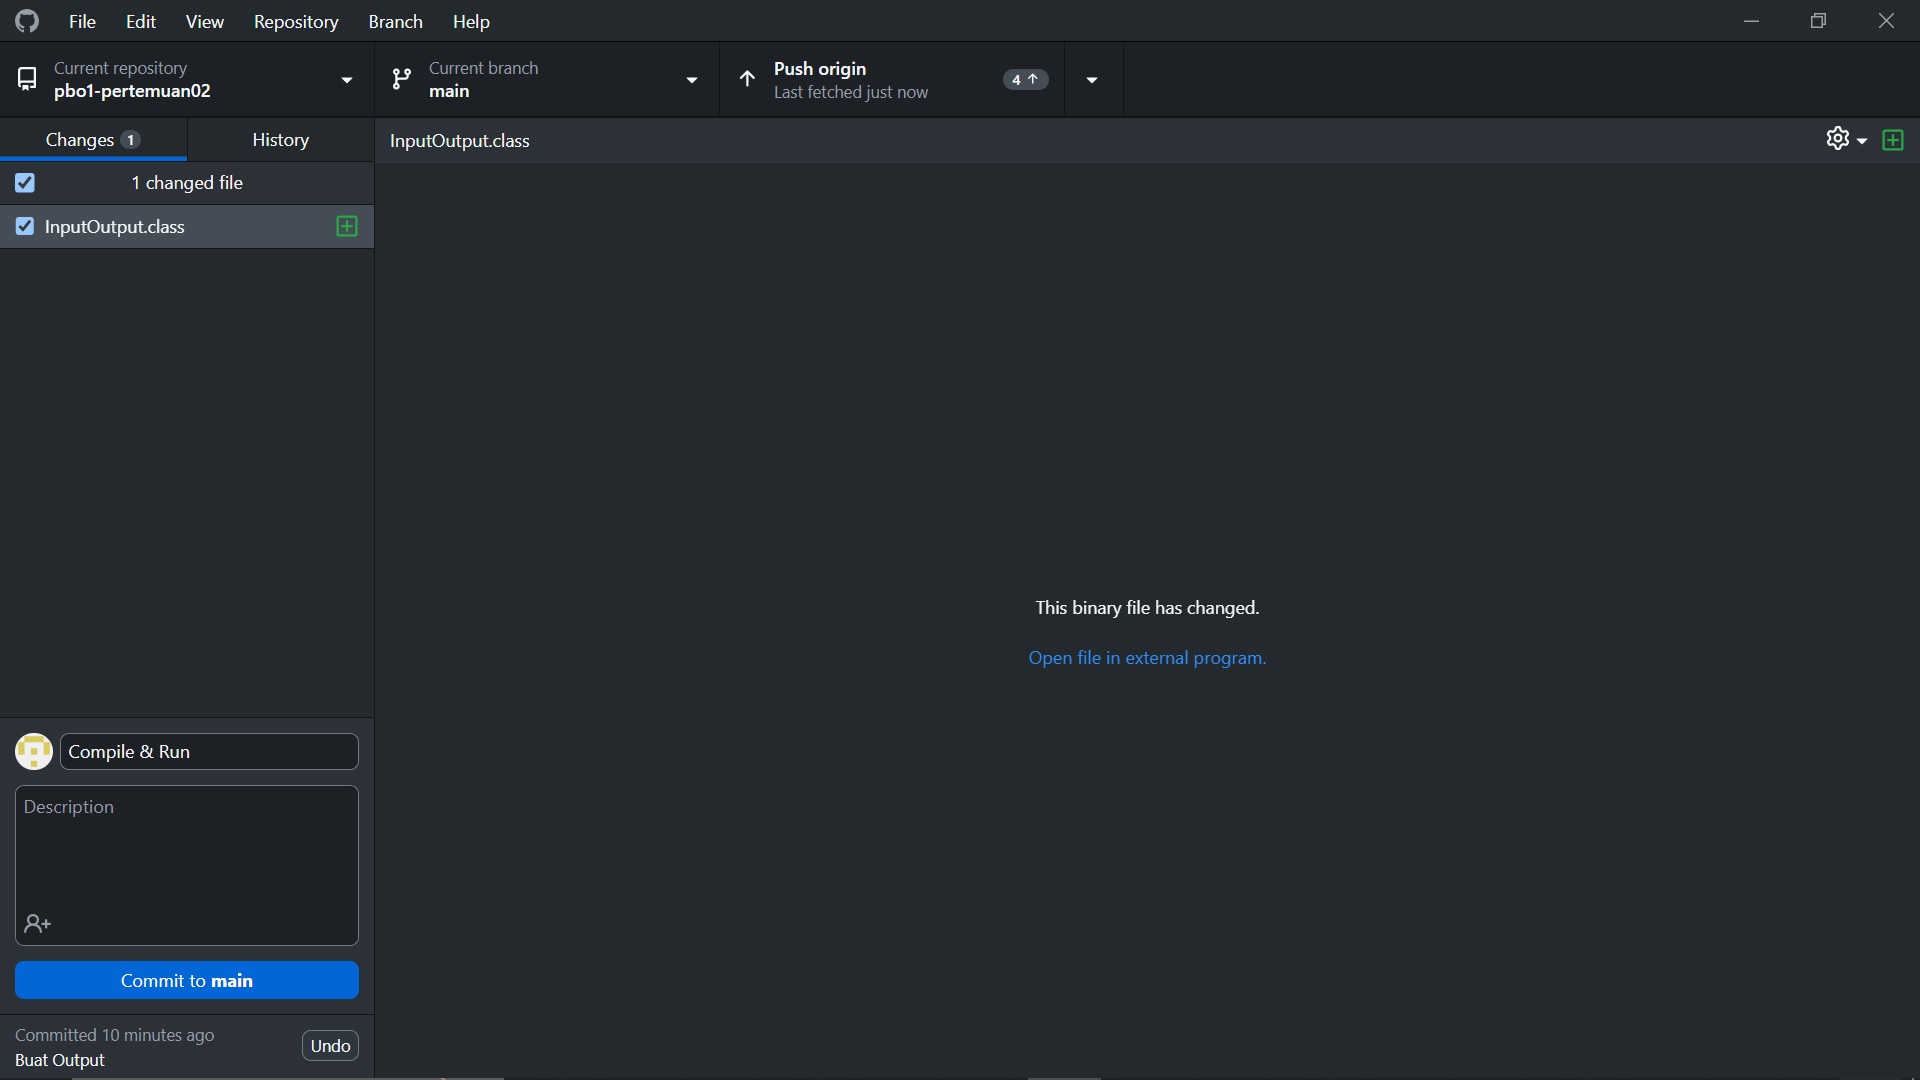 File Edit View Repository Branch Help
Current repository
pbo1-pertemuan02
Current branch
main
Push origin
Last fetched just now
4
Changes 1
History
InputOutput.class
1 changed file
InputOutput.class
This binary file has changed.
Open file in external program.
Compile & Run
Description
Commit to main
Committed 10 minutes ago
Buat Output
Undo